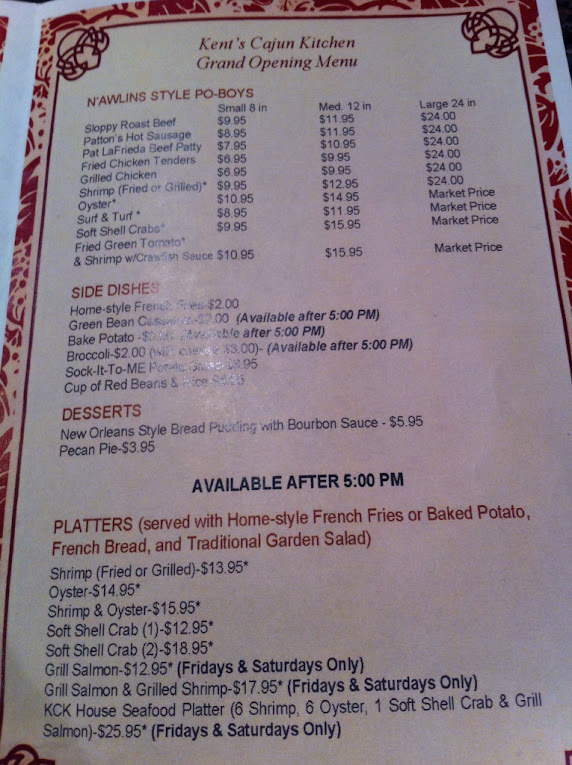 Kent's Cajun Kitchen
Grand Opening Menu
N'AWLINS STYLE PO-BOYS
Small 8 in Med. 12 in Large 24 in
Sloppy Roast Beef $9.95 $11.95 $24.00
Patton's Hot Sausage $8.95 $11.95 $24.00
Pat LaFrieda Beef Patty $7.95 $10.95 $24.00
Fried Chicken Tenders $6.95 $9.95 $24.00
Grilled Chicken $6.95 $9.95 $24.00
Shrimp (Fried or Grilled)* $9.95 $12.95 $24.00
Oyster* $10.95 $14.95 Market Price
Surf & Turf * $8.95 $11.95 Market Price
Soft Shell Crabs* $9.95 $15.95 Market Price
Fried Green Tomato*
& Shrimp w/Crawfish Sauce $10.95 $15.95 Market Price
SIDE DISHES
Home-style French Fries-$2.00
Green Bean Casserole-$2.00 (Available after 5:00 PM)
Bake Potato (Available after 5:00 PM)
Broccoli-$2.00 (with cheese $3.00)- (Available after 5:00 PM)
Sock-It-To-ME Potato Salad
Cup of Red Beans & Rice
DESSERTS
New Orleans Style Bread Pudding with Bourbon Sauce - $5.95
Pecan Pie-$3.95
AVAILABLE AFTER 5:00 PM
PLATTERS (served with Home-style French Fries or Baked Potato,
French Bread, and Traditional Garden Salad)
Shrimp (Fried or Grilled)-$13.95*
Oyster-$14.95*
Shrimp & Oyster-$15.95*
Soft Shell Crab (1)-$12.95*
Soft Shell Crab (2)-$18.95*
Grill Salmon-$12.95* (Fridays & Saturdays Only)
Grill Salmon & Grilled Shrimp-$17.95* (Fridays & Saturdays Only)
KCK House Seafood Platter (6 Shrimp, 6 Oyster, 1 Soft Shell Crab & Grill
Salmon)-$25.95* (Fridays & Saturdays Only)